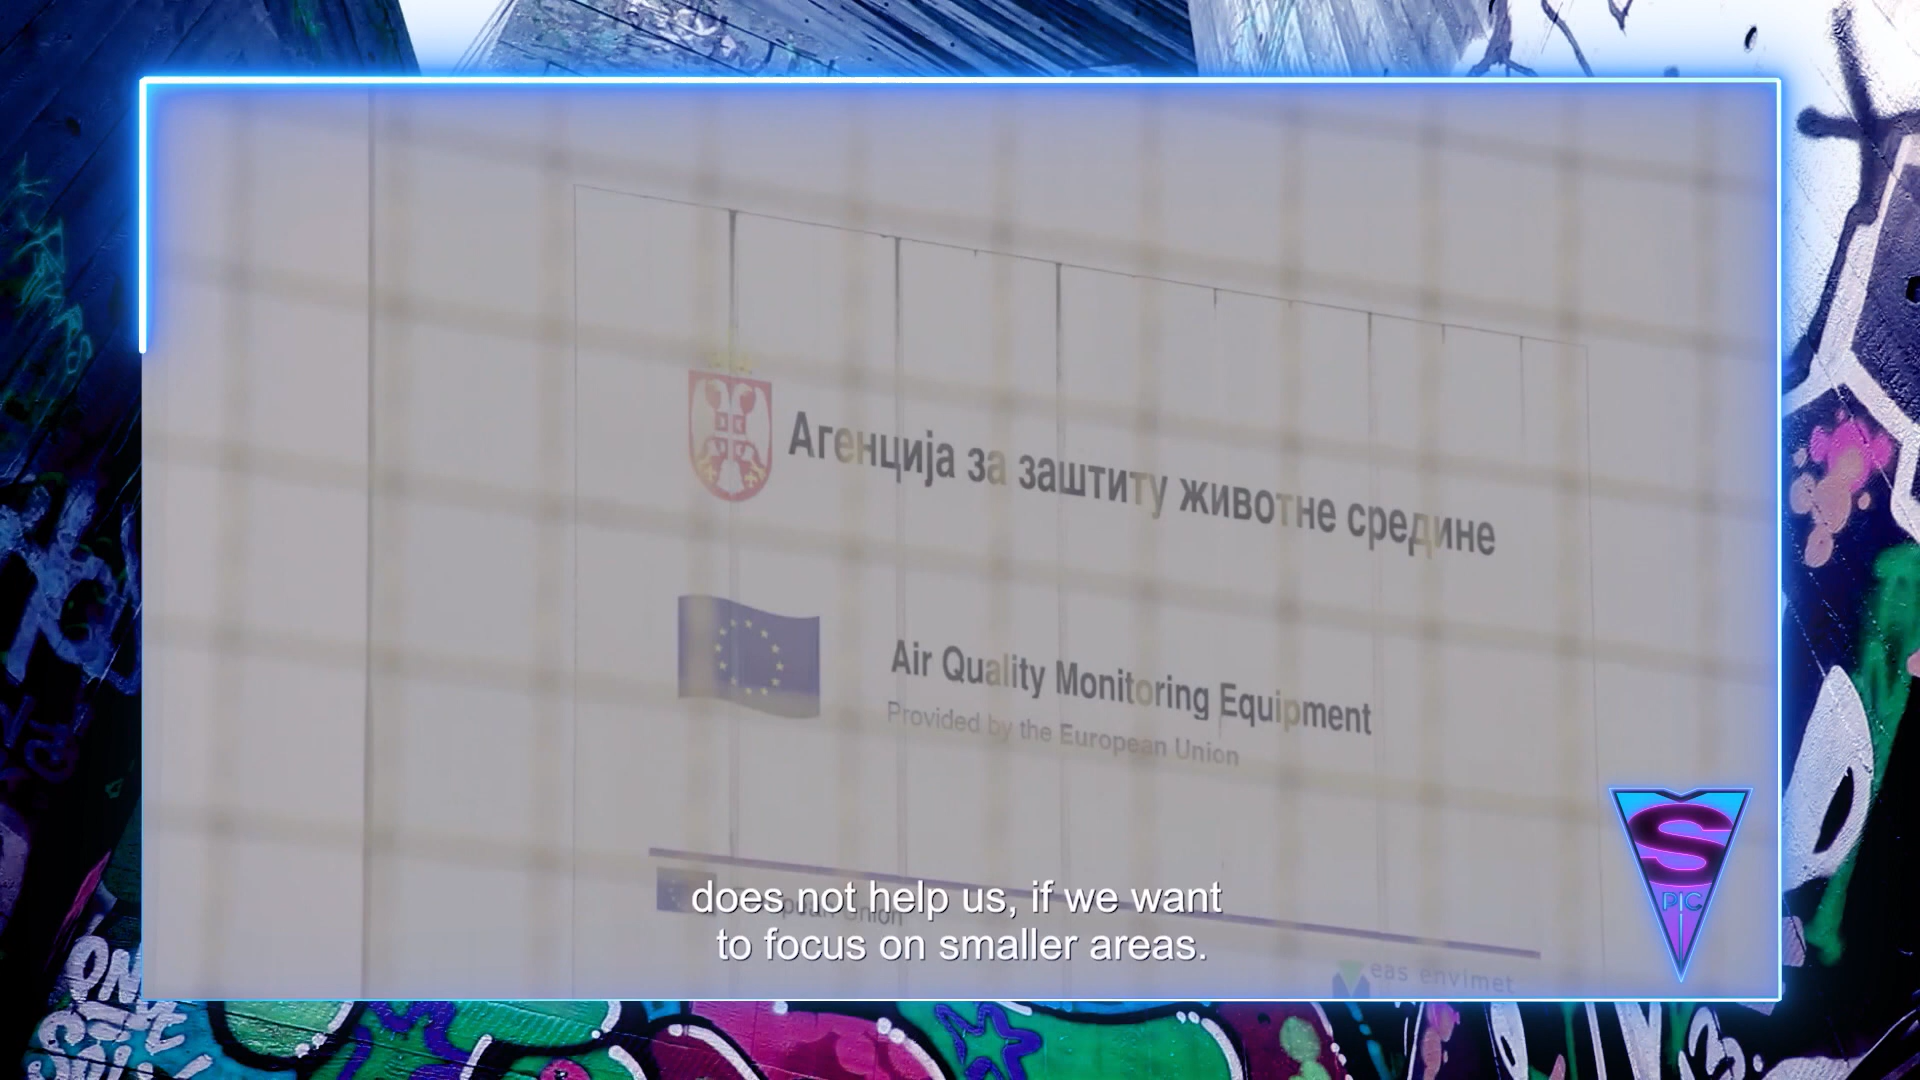 Агенција за заштиту животне средине
Air Quality Monitoring Equipment
Provided by the European Union
does not help us, if we want
to focus on smaller areas.
eas envimet
S
PIC